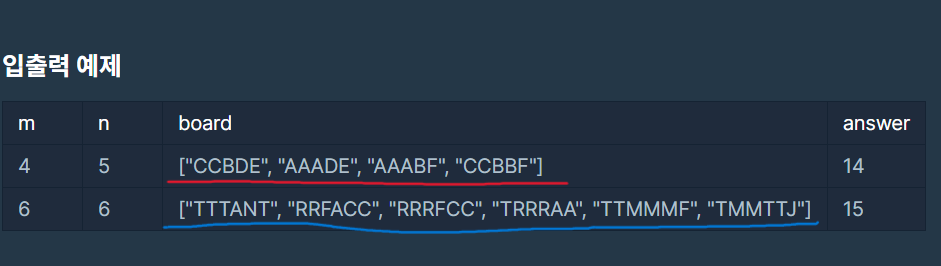 입출력 예제
m n board answer
4 5 ["CCBDE", "AAADE", "AAABF", "CCBBF"] 14
6 6 ["TTTANT", "RRFACC", "RRRFCC", "TRRRAA", "TTMMMF", "TMMTTJ"] 15